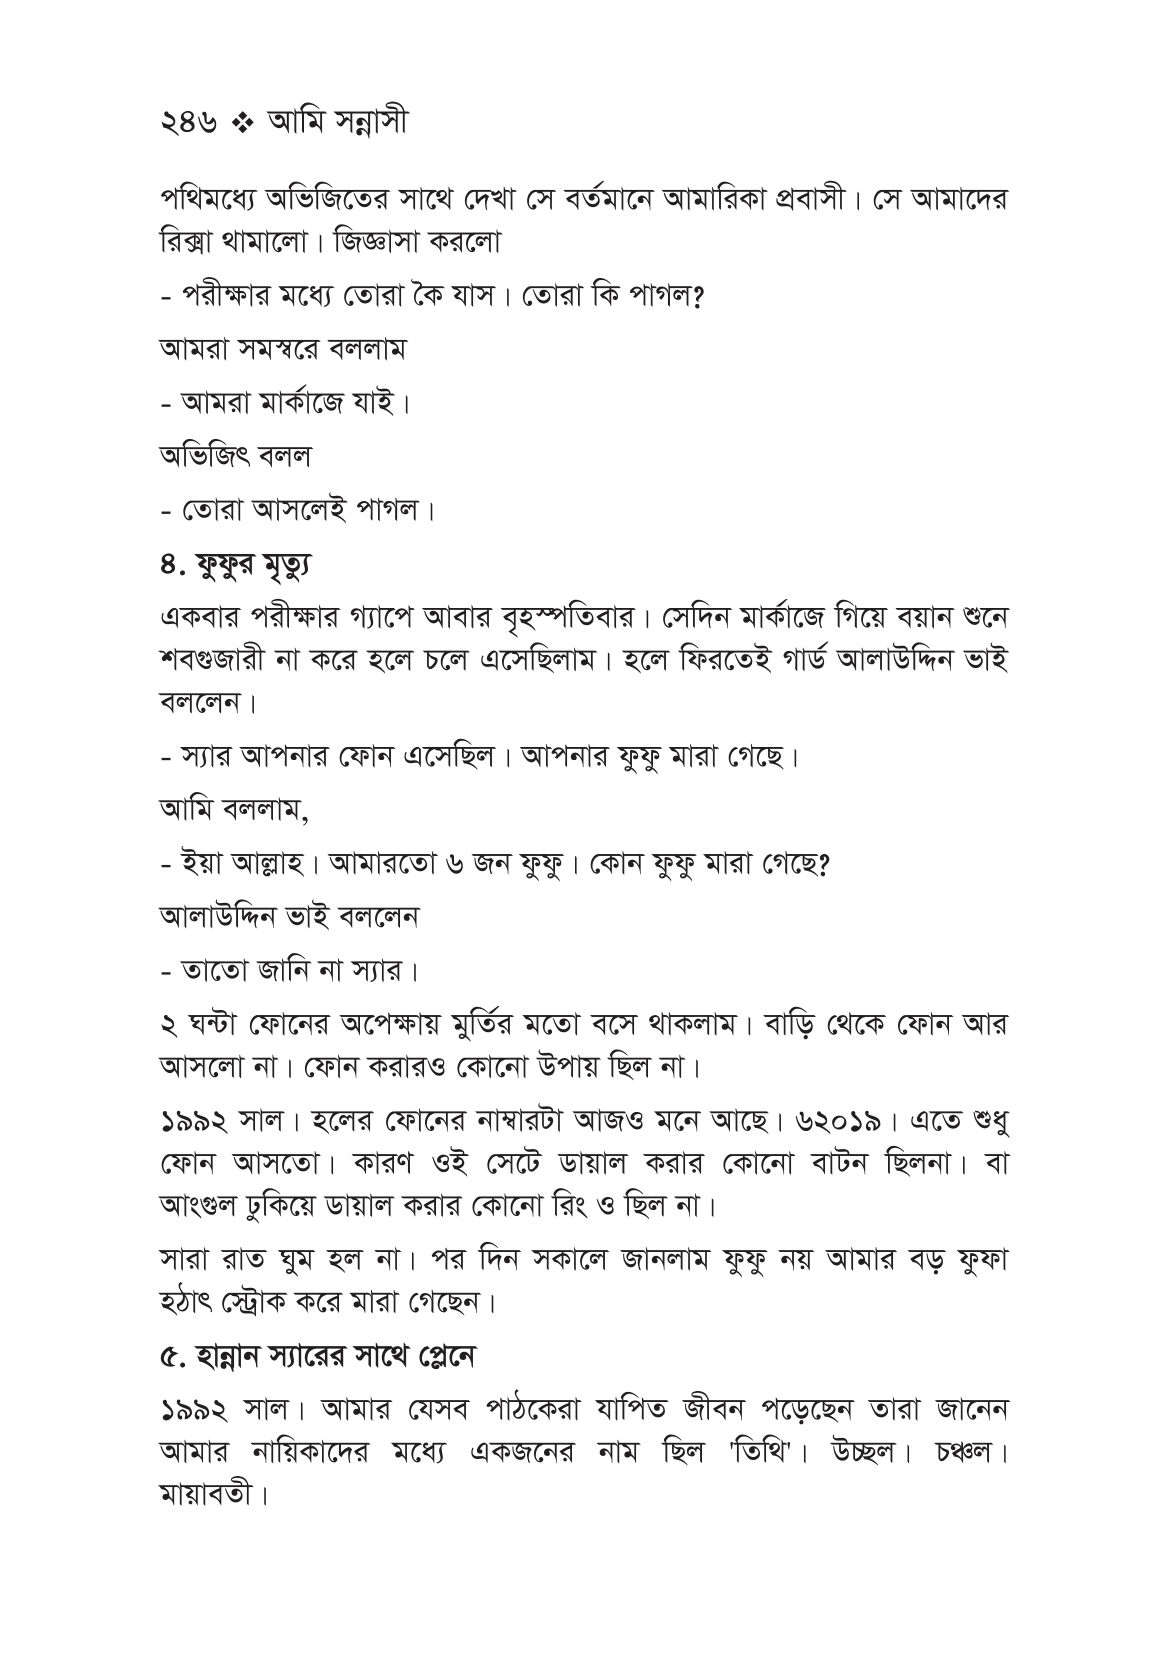 ২৪৬ ❖ আমি সন্নাসী
পথিমধ্যে অভিজিতের সাথে দেখা সে বর্তমানে আমারিকা প্রবাসী। সে আমাদের
রিক্সা থামালো। জিজ্ঞাসা করলো
- পরীক্ষার মধ্যে তোরা কৈ যাস। তোরা কি পাগল?
আমরা সমস্বরে বললাম
- আমরা মার্কাজে যাই।
অভিজিৎ বলল
- তোরা আসলেই পাগল।
৪. ফুফুর মৃত্যু
একবার পরীক্ষার গ্যাপে আবার বৃহস্পতিবার। সেদিন মার্কাজে গিয়ে বয়ান শুনে
শবগুজারী না করে হলে চলে এসেছিলাম। হলে ফিরতেই গার্ড আলাউদ্দিন ভাই
বললেন।
- স্যার আপনার ফোন এসেছিল। আপনার ফুফু মারা গেছে।
আমি বললাম,
- ইয়া আল্লাহ। আমারতো ৬ জন ফুফু। কোন ফুফু মারা গেছে?
আলাউদ্দিন ভাই বললেন
- তাতো জানি না স্যার।
২ ঘন্টা ফোনের অপেক্ষায় মুর্তির মতো বসে থাকলাম। বাড়ি থেকে ফোন আর
আসলো না। ফোন করারও কোনো উপায় ছিল না।
১৯৯২ সাল। হলের ফোনের নাম্বারটা আজও মনে আছে। ৬২০১৯। এতে শুধু
ফোন আসতো। কারণ ওই সেটে ডায়াল করার কোনো বাটন ছিলনা। বা
আংগুল ঢুকিয়ে ডায়াল করার কোনো রিং ও ছিল না।
সারা রাত ঘুম হল না। পর দিন সকালে জানলাম ফুফু নয় আমার বড় ফুফা
হঠাৎ স্ট্রোক করে মারা গেছেন।
৫. হান্নান স্যারের সাথে প্লেনে
১৯৯২ সাল। আমার যেসব পাঠকেরা যাপিত জীবন পড়েছেন তারা জানেন
আমার নায়িকাদের মধ্যে একজনের নাম ছিল 'তিথি'। উচ্ছল। চঞ্চল।
মায়াবতী।